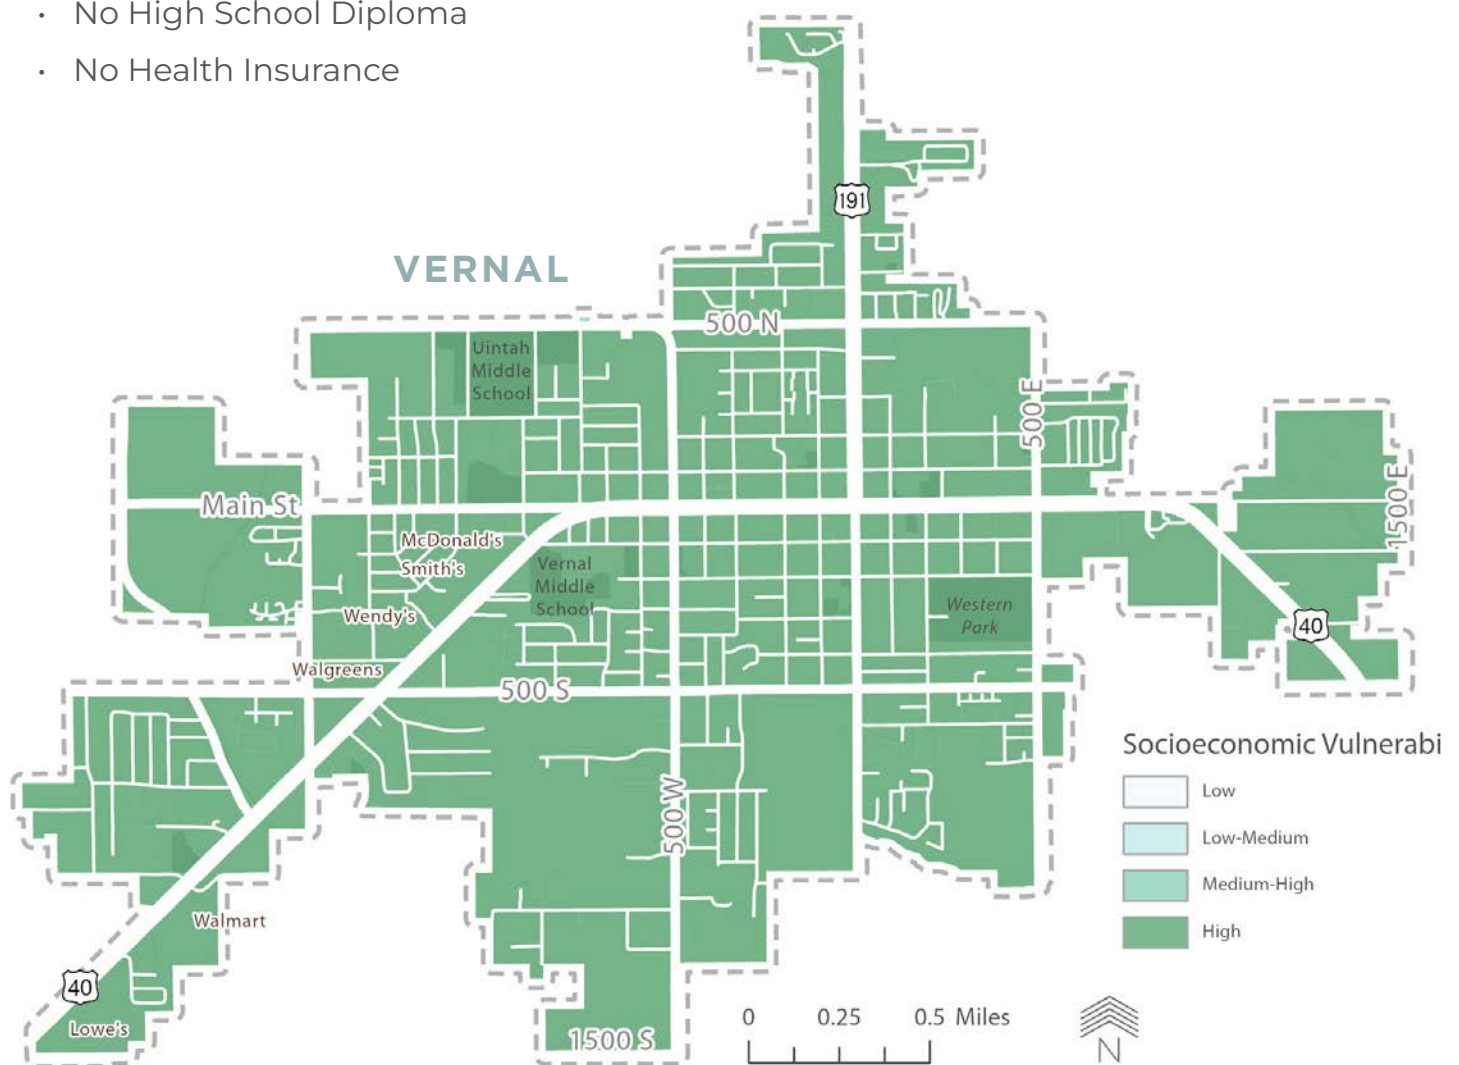 • No High School Diploma
• No Health Insurance
191
VERNAL
500 N
Uintah
Middle
School
500 E
Main St
1500 E
McDonald's
Smith's
Vernal
Middle
School
Wendy's
Western
Park
40
Walgreens
500 S
Socioeconomic Vulnerabi
Low
500 W
Low-Medium
Medium-High
Walmart
High
40
0 0.25 0.5 Miles
Lowe's
1500 S
N